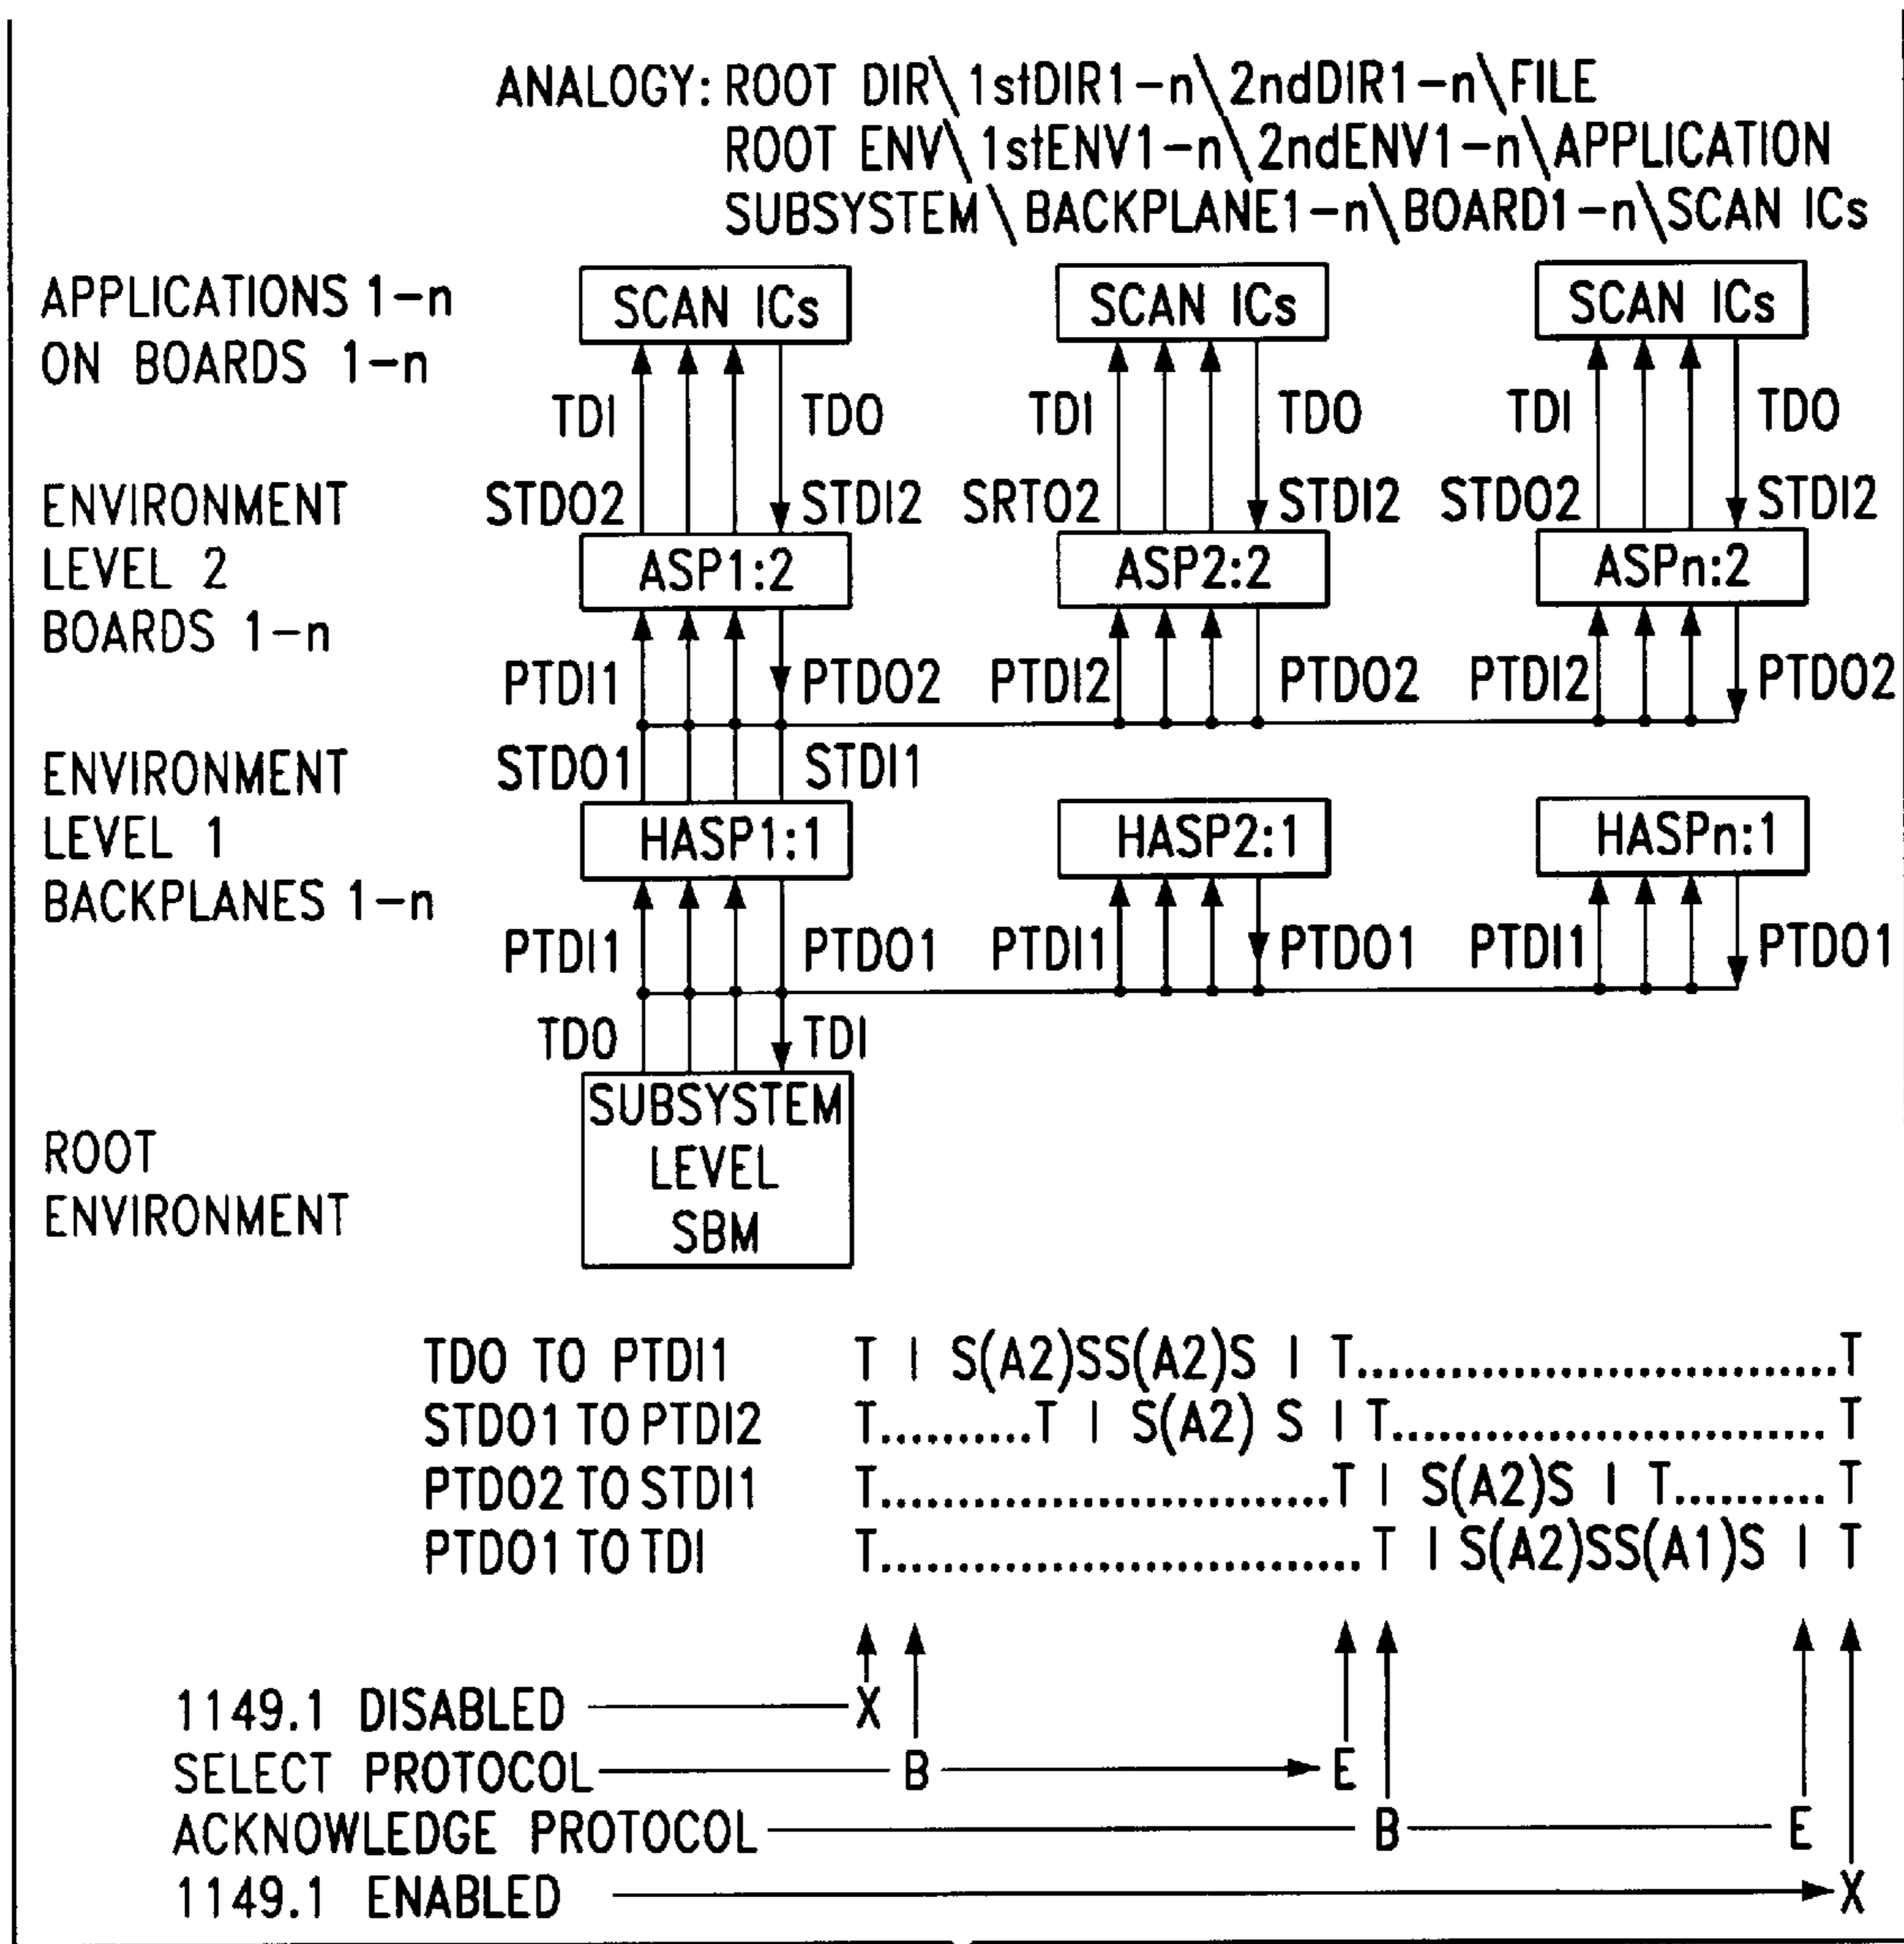 ANALOGY: ROOT DIR\1stDIR1-n\2ndDIR1-n\FILE
ROOT ENV\1stENV1-n\2ndENV1-n\APPLICATION
SUBSYSTEM\BACKPLANE1-n\BOARD1-n\SCAN ICs
APPLICATIONS 1-n
ON BOARDS 1-n
SCAN ICs SCAN ICs SCAN ICs
TDI TDO TDI TDO TDI TDO
ENVIRONMENT
LEVEL 2
BOARDS 1-n
STDO2 STDI2 SRTO2 STDI2 STDO2 STDI2
ASP1:2 ASP2:2 ASPn:2
PTDI1 PTDO2 PTDI2 PTDO2 PTDI2 PTDO2
ENVIRONMENT
LEVEL 1
BACKPLANES 1-n
STDO1 STDI1
HASP1:1 HASP2:1 HASPn:1
PTDI1 PTDO1 PTDI1 PTDO1 PTDI1 PTDO1
TDO TDI
ROOT
ENVIRONMENT
SUBSYSTEM
LEVEL
SBM
TDO TO PTDI1 T I S(A2)SS(A2)S I T..............................T
STDO1 TO PTDI2 T..........T I S(A2) S I T........................... T
PTDO2 TO STDI1 T............................T I S(A2)S I T.......... T
PTDO1 TO TDI T.............................. T I S(A2)SS(A1)S I T
1149.1 DISABLED X
SELECT PROTOCOL B E
ACKNOWLEDGE PROTOCOL B E
1149.1 ENABLED X